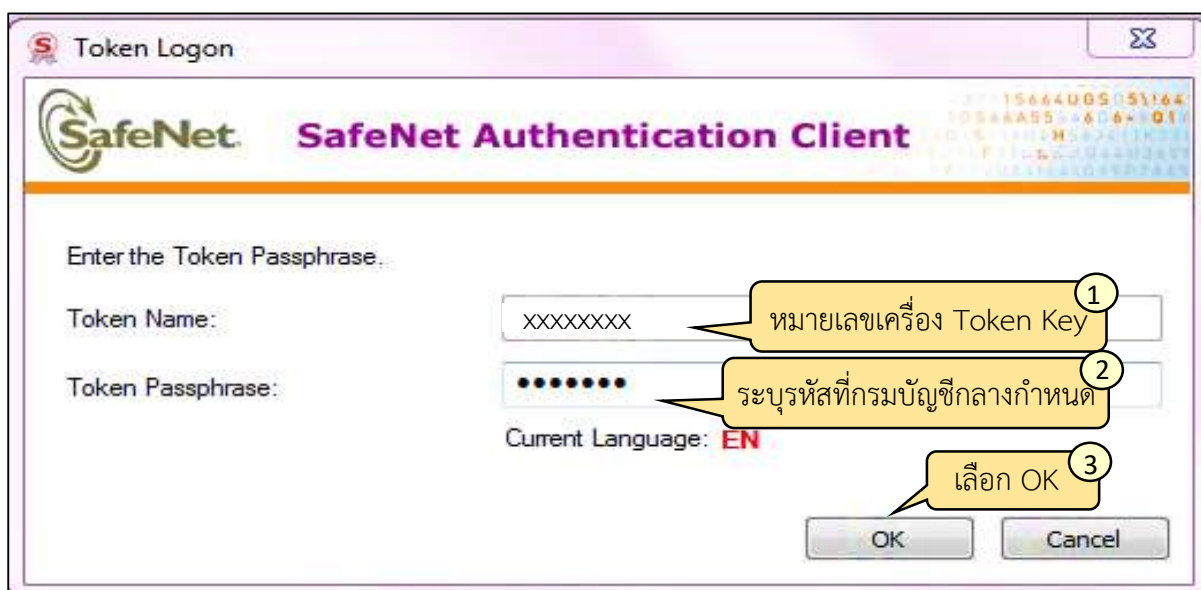 Token Logon
SafeNet. SafeNet Authentication Client
Enter the Token Passphrase.
Token Name: XXXXXXXX หมายเลขเครื่อง Token Key 1
Token Passphrase: ••••••• ระบุรหัสที่กรมบัญชีกลางกำหนด 2
Current Language: EN
เลือก OK 3
OK Cancel